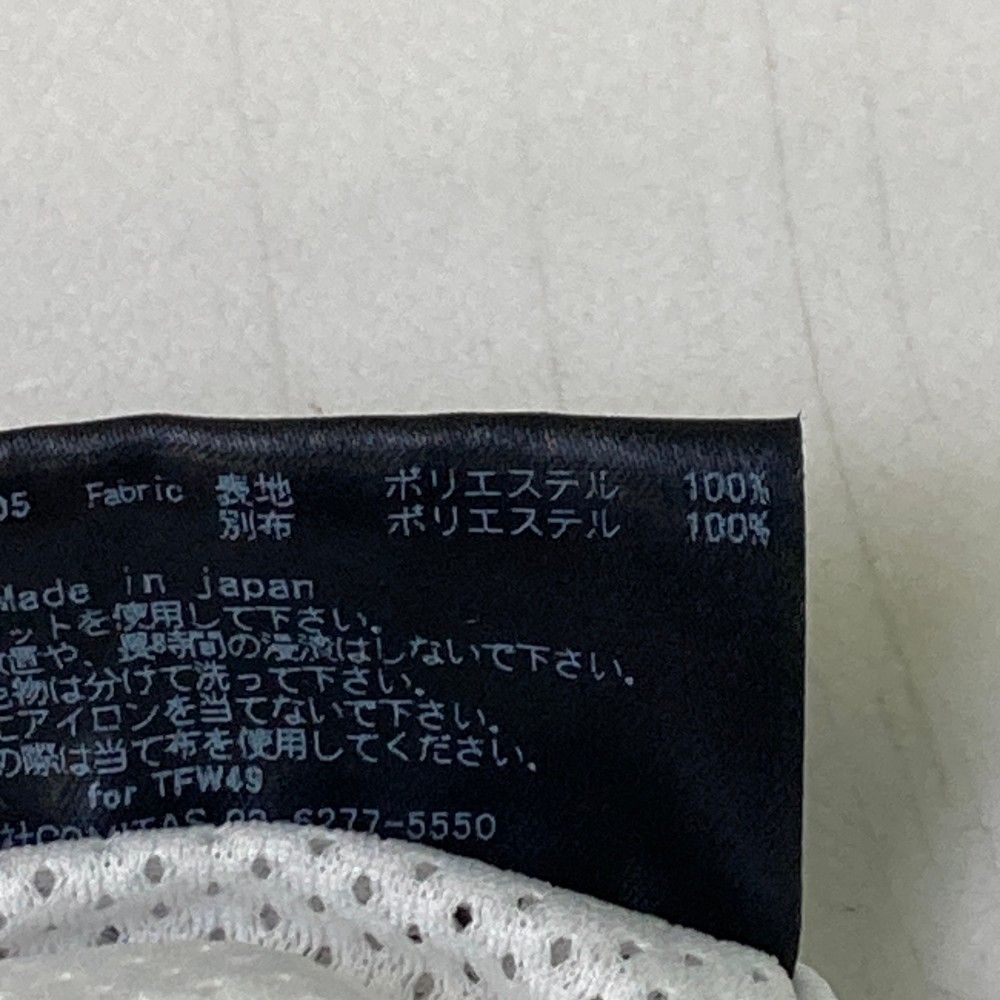 05 Fabric 表地 ポリエステル 100%
別布 ポリエステル 100%
Made in japan
ットを使用して下さい。
や、長時間の浸漬はしないで下さい。
物は分けて洗って下さい。
アイロンを当てないで下さい。
の際は当て布を使用してください。
for TFW49
6277-5550